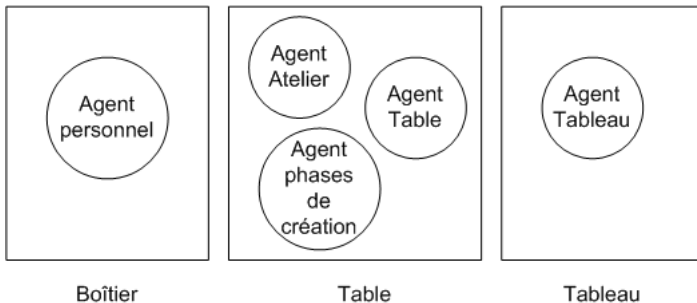 Agent
personnel
Agent
Atelier
Agent
Table
Agent
phases
de
création
Agent
Tableau
Boîtier
Table
Tableau